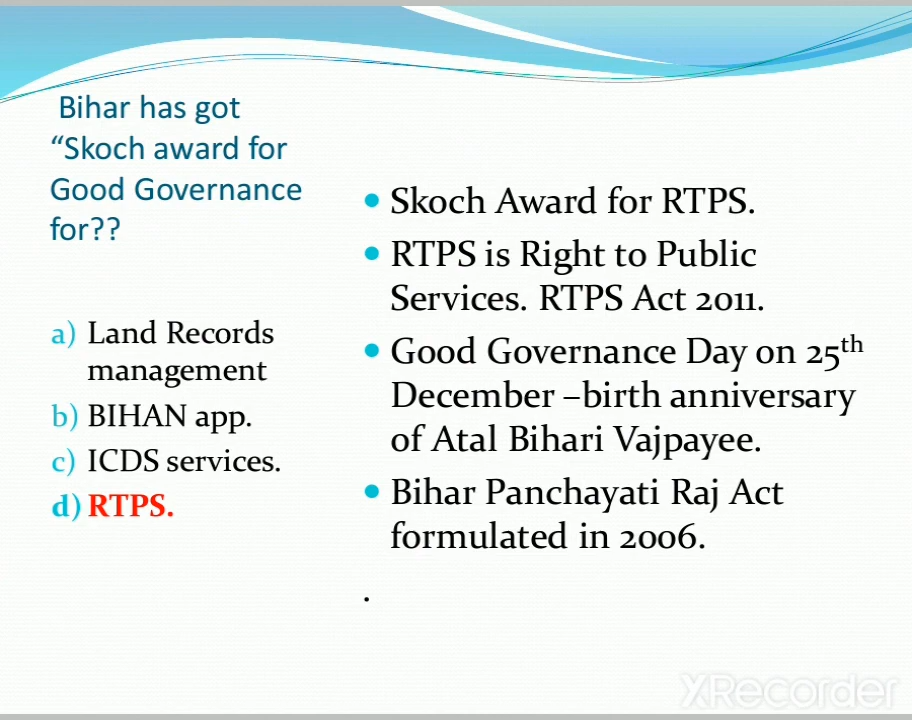 Bihar has got
“Skoch award for
Good Governance
for??
a) Land Records
management
b) BIHAN app.
c) ICDS services.
d) RTPS.
• Skoch Award for RTPS.
• RTPS is Right to Public
Services. RTPS Act 2011.
• Good Governance Day on 25th
December –birth anniversary
of Atal Bihari Vajpayee.
• Bihar Panchayati Raj Act
formulated in 2006.
.
XRecorder